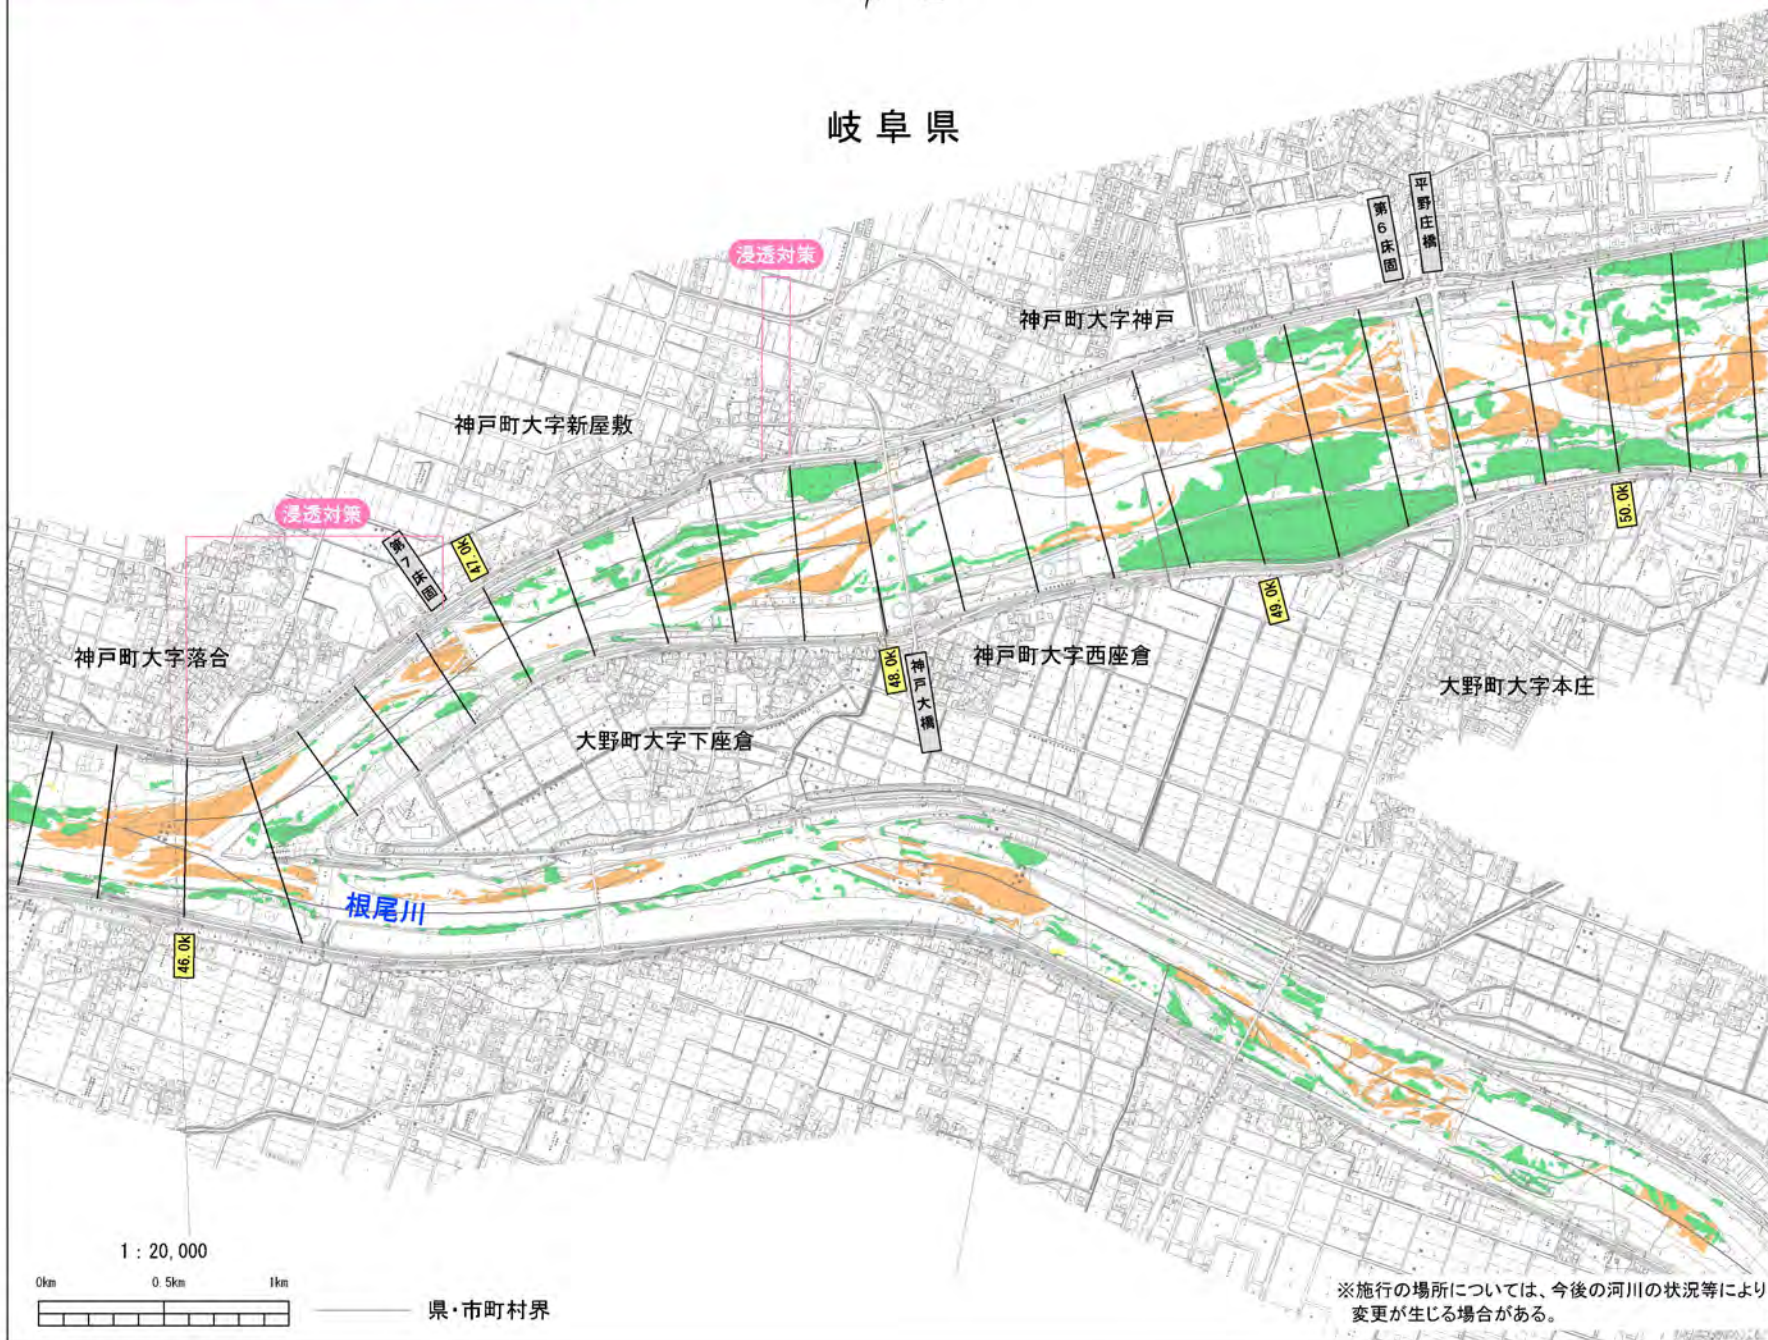 岐阜県
平野庄橋
第6床固
浸透対策
神戸町大字神戸
神戸町大字新屋敷
浸透対策
第7床固
47.0k
50.0k
49.0k
神戸町大字落合
48.0k
神戸大橋
神戸町大字西座倉
大野町大字本庄
大野町大字下座倉
根尾川
46.0k
1:20,000
0km 0.5km 1km
県・市町村界
※施行の場所については、今後の河川の状況等により
変更が生じる場合がある。